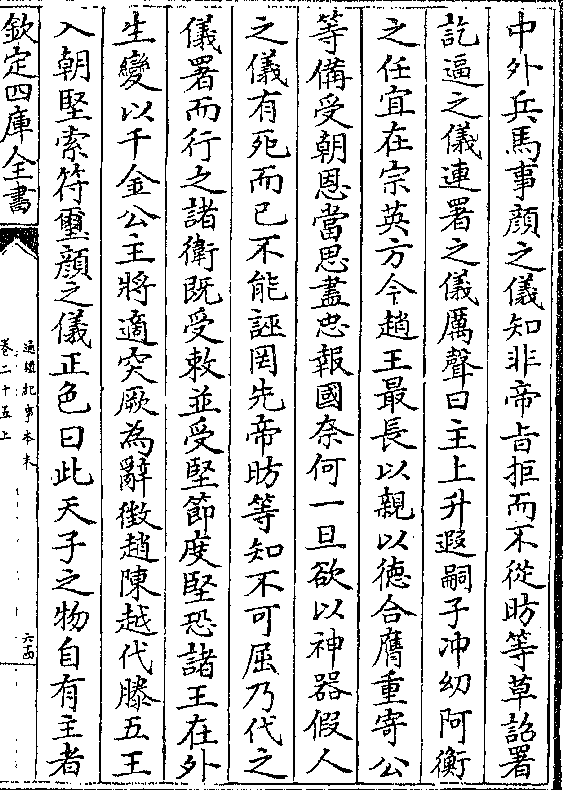 中外兵馬事顔之儀知非帝旨拒而不從昉等草詔署
訖逼之儀連署之儀厲聲曰主上升遐嗣子冲幼阿衡
之任宜在宗英方今趙王最長以親以徳合膺重寄公
等備受朝恩當思盡忠報國奈何一旦欲以神器假人
之儀有死而已不能誣罔先帝昉等知不可屈乃代之
儀署而行之諸衛既受敕並受堅節度堅恐諸王在外
生變以千金公主將適突厥為辭徴趙陳越代滕五王
入朝堅索符璽顔之儀正色曰此天子之物自有主者
欽定四庫全書
通鑑紀事本末
卷二十五上
六十四